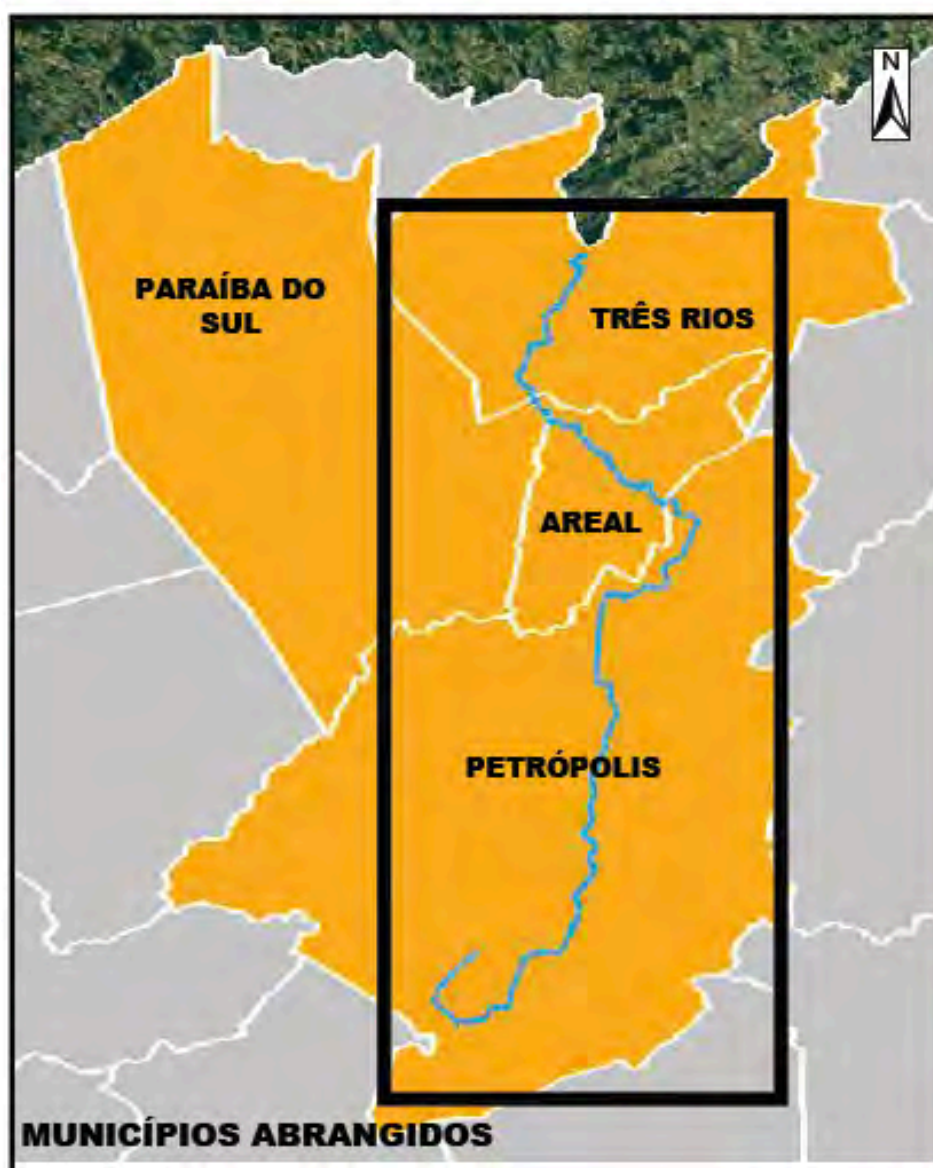 N
PARAÍBA DO
SUL
TRÊS RIOS
AREAL
PETRÓPOLIS
MUNICÍPIOS ABRANGIDOS